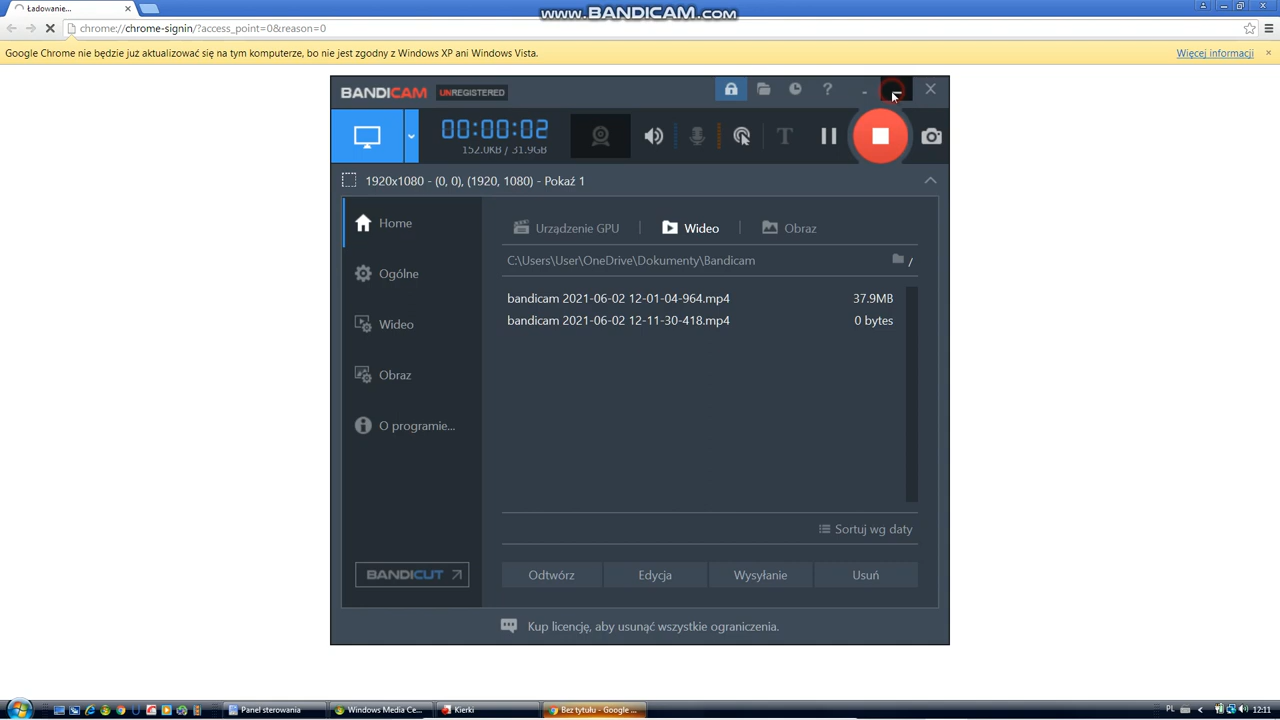 Ładowanie...
www.BANDICAM.com
chrome://chrome-signin/?access_point=0&reason=0
Google Chrome nie będzie już aktualizować się na tym komputerze, bo nie jest zgodny z Windows XP ani Windows Vista.
Więcej informacji
BANDICAM UNREGISTERED
00:00:02
152.0KB / 31.9GB
1920x1080 - (0, 0), (1920, 1080) - Pokaż 1
Home
Ogólne
Wideo
Obraz
O programie...
BANDICUT
Urządzenie GPU
Wideo
Obraz
C:\Users\User\OneDrive\Dokumenty\Bandicam
bandicam 2021-06-02 12-01-04-964.mp4 37.9MB
bandicam 2021-06-02 12-11-30-418.mp4 0 bytes
Sortuj wg daty
Odtwórz Edycja Wysyłanie Usuń
Kup licencję, aby usunąć wszystkie ograniczenia.
Panel sterowania Windows Media Ce... Kierki Bez tytułu - Google ... PL 12:11